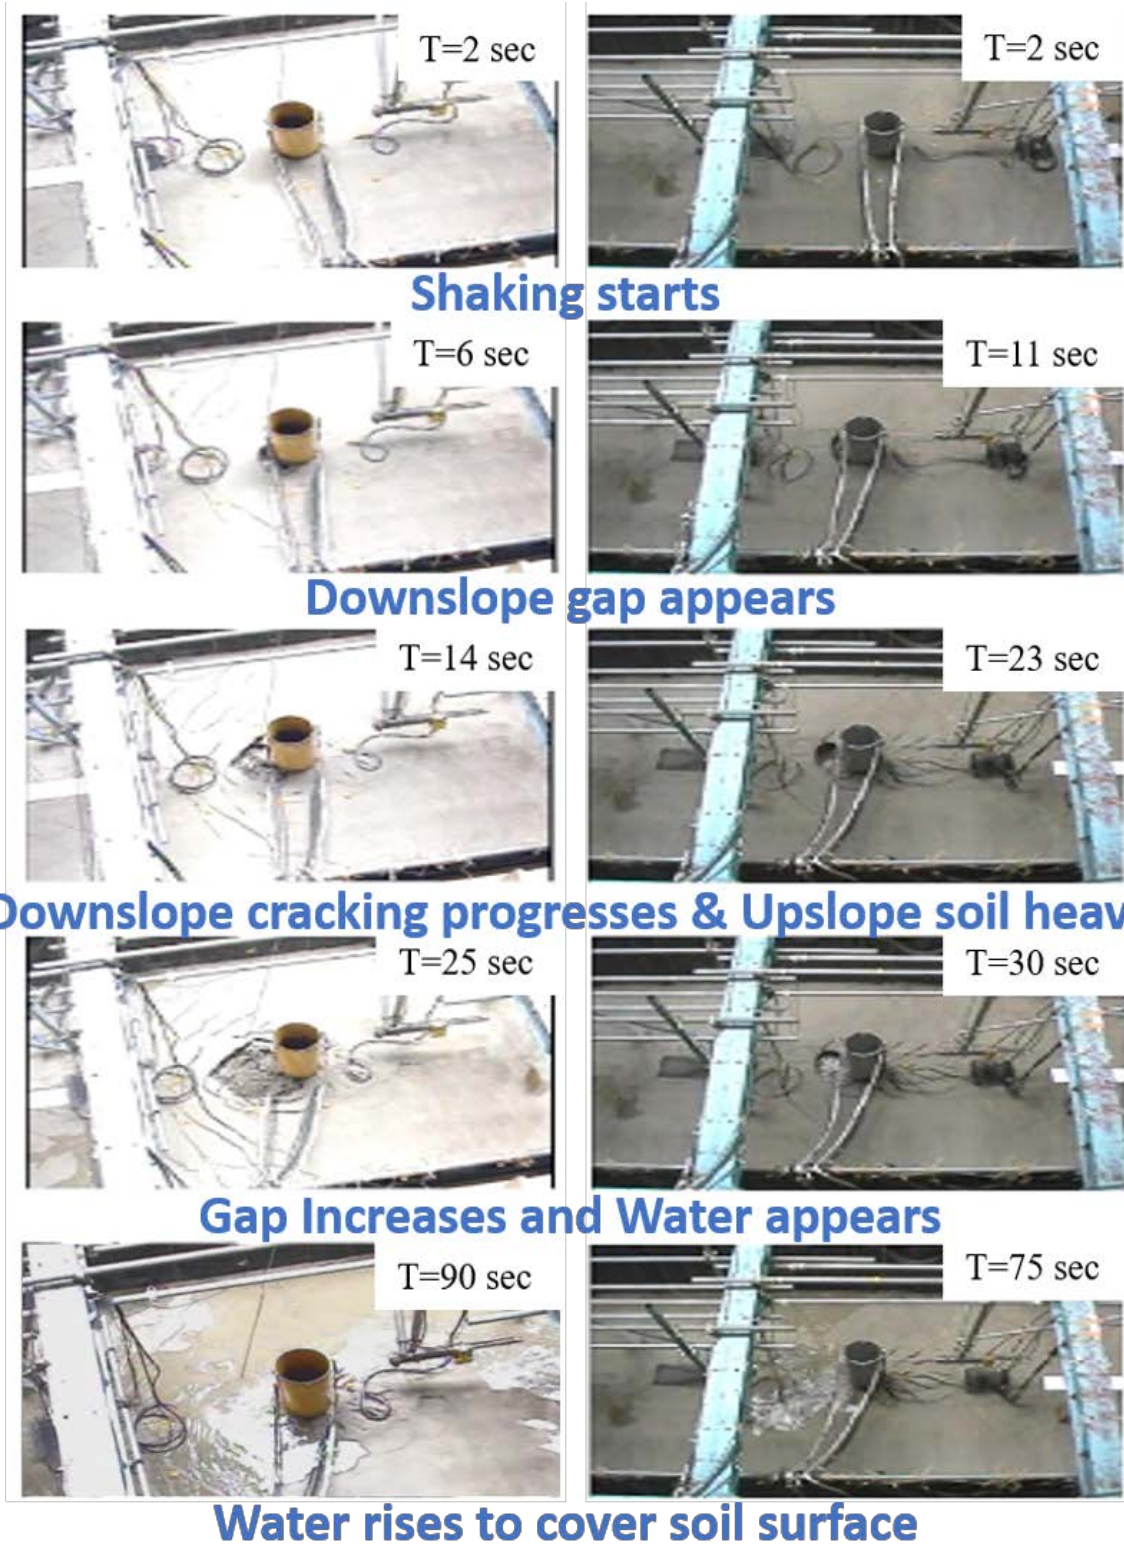 T=2 sec
T=2 sec
Shaking starts
T=6 sec
T=11 sec
Downslope gap appears
T=14 sec
T=23 sec
Downslope cracking progresses & Upslope soil heav
T=25 sec
T=30 sec
Gap Increases and Water appears
T=90 sec
T=75 sec
Water rises to cover soil surface